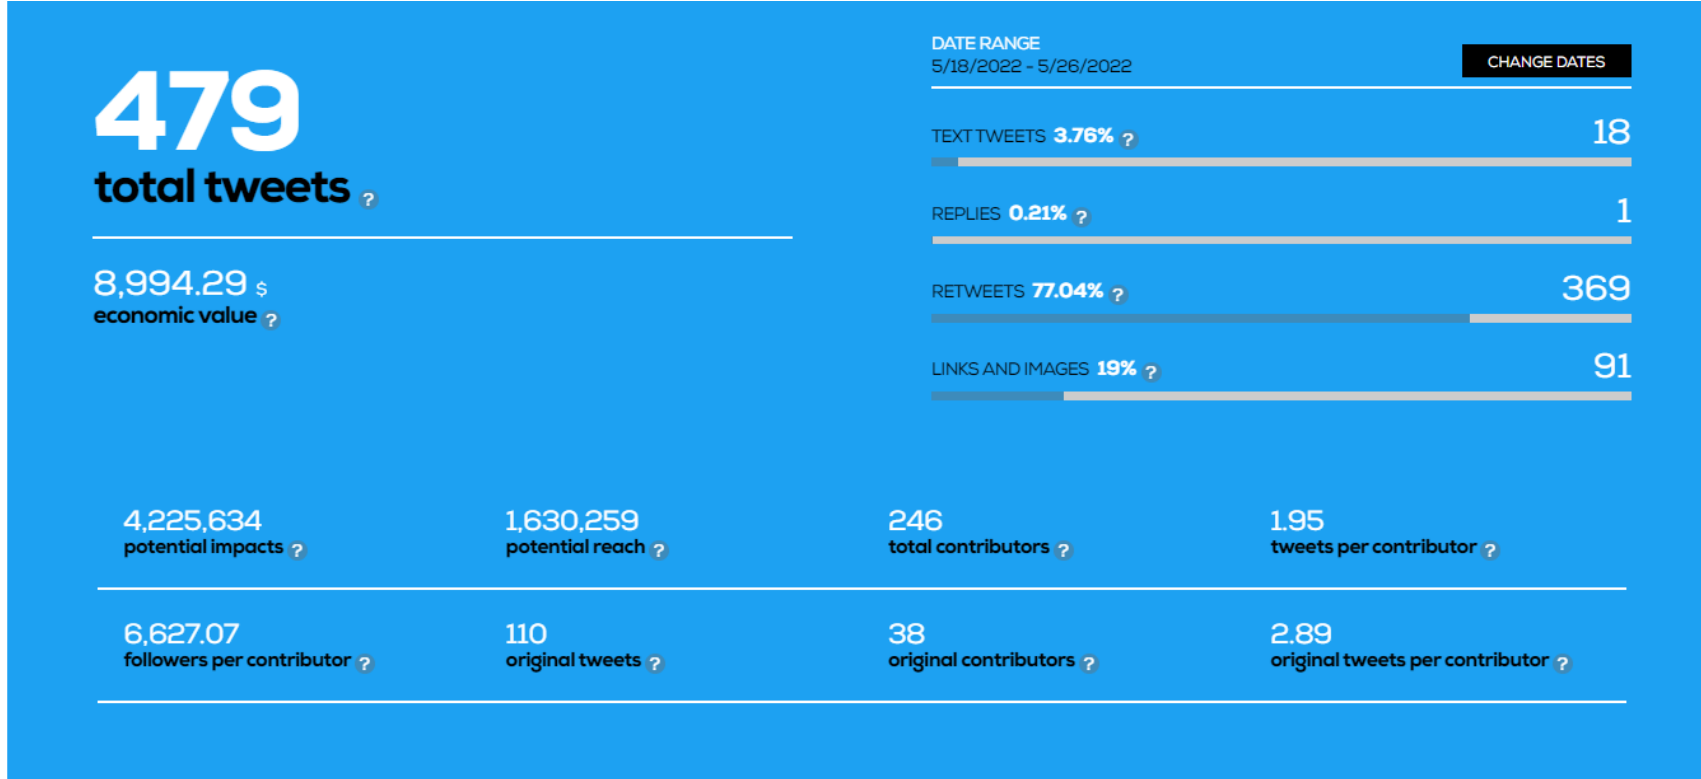 479
total tweets ?
8,994.29 $
economic value ?
DATE RANGE
5/18/2022 - 5/26/2022
CHANGE DATES
TEXT TWEETS 3.76% ? 18
REPLIES 0.21% ? 1
RETWEETS 77.04% ? 369
LINKS AND IMAGES 19% ? 91
4,225,634
potential impacts ?
1,630,259
potential reach ?
246
total contributors ?
1.95
tweets per contributor ?
6,627.07
followers per contributor ?
110
original tweets ?
38
original contributors ?
2.89
original tweets per contributor ?